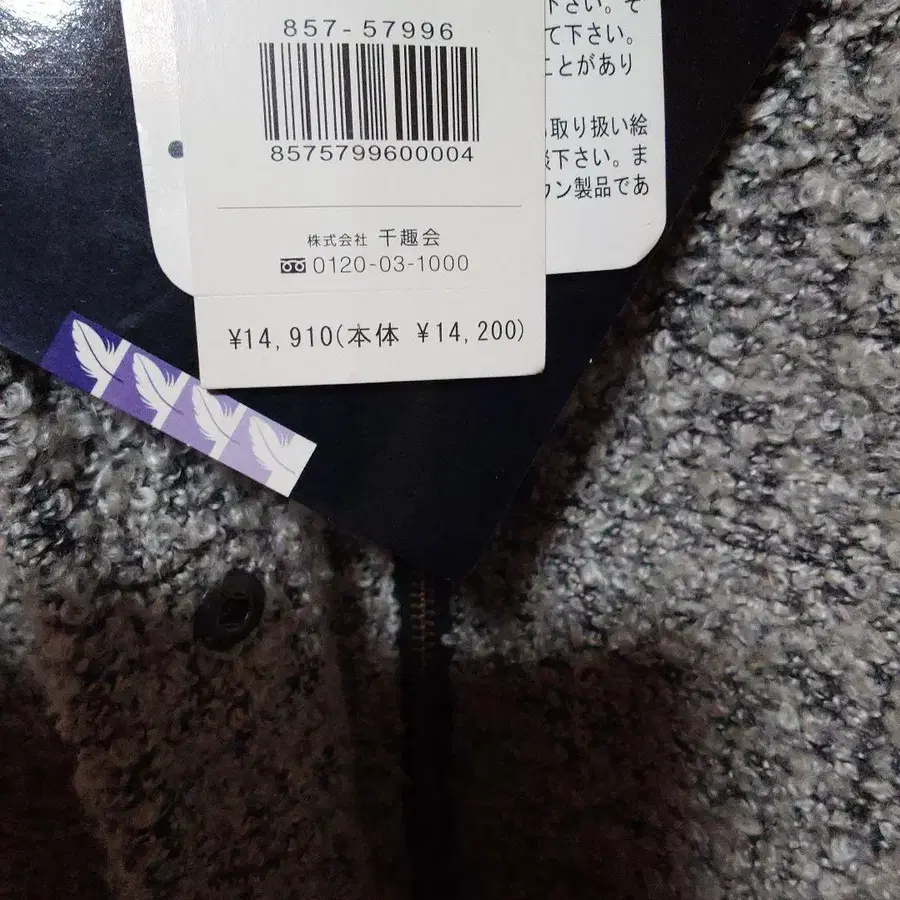 857-57996
8575799600004
株式会社 千趣会
0120-03-1000
¥14,910(本体 ¥14,200)
下さい。そ
て下さい。
ことがあり
取り扱い絵
下さい。ま
ウン製品であ